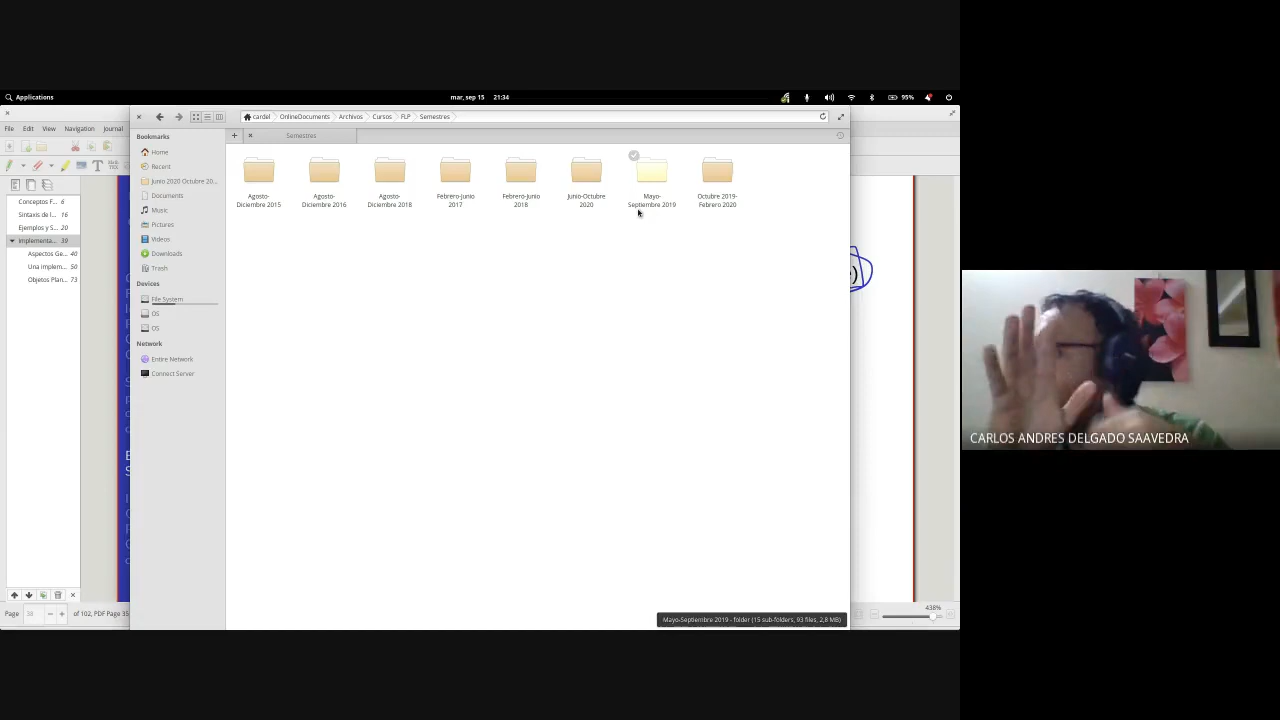 Applications
mar, sep 15 21:34
95%
File Edit View Navigation Journal
cardel OnlineDocuments Archivos Cursos FLP Semestres
Semestres
Bookmarks
Home
Recent
Junio 2020 Octubre 20...
Documents
Music
Pictures
Videos
Downloads
Trash
Devices
File System
OS
OS
Network
Entire Network
Connect Server
Agosto-
Diciembre 2015
Agosto-
Diciembre 2016
Agosto-
Diciembre 2018
Febrero-Junio
2017
Febrero-Junio
2018
Junio-Octubre
2020
Mayo-
Septiembre 2019
Octubre 2019-
Febrero 2020
Conceptos F... 6
Sintaxis de l... 16
Ejemplos y S... 20
Implementa... 39
Aspectos Ge... 40
Una Implem... 50
Objetos Plan... 73
Page 38 of 102, PDF Page 35
Mayo-Septiembre 2019 - folder (15 sub-folders, 93 files, 2,8 MB)
438%
CARLOS ANDRES DELGADO SAAVEDRA